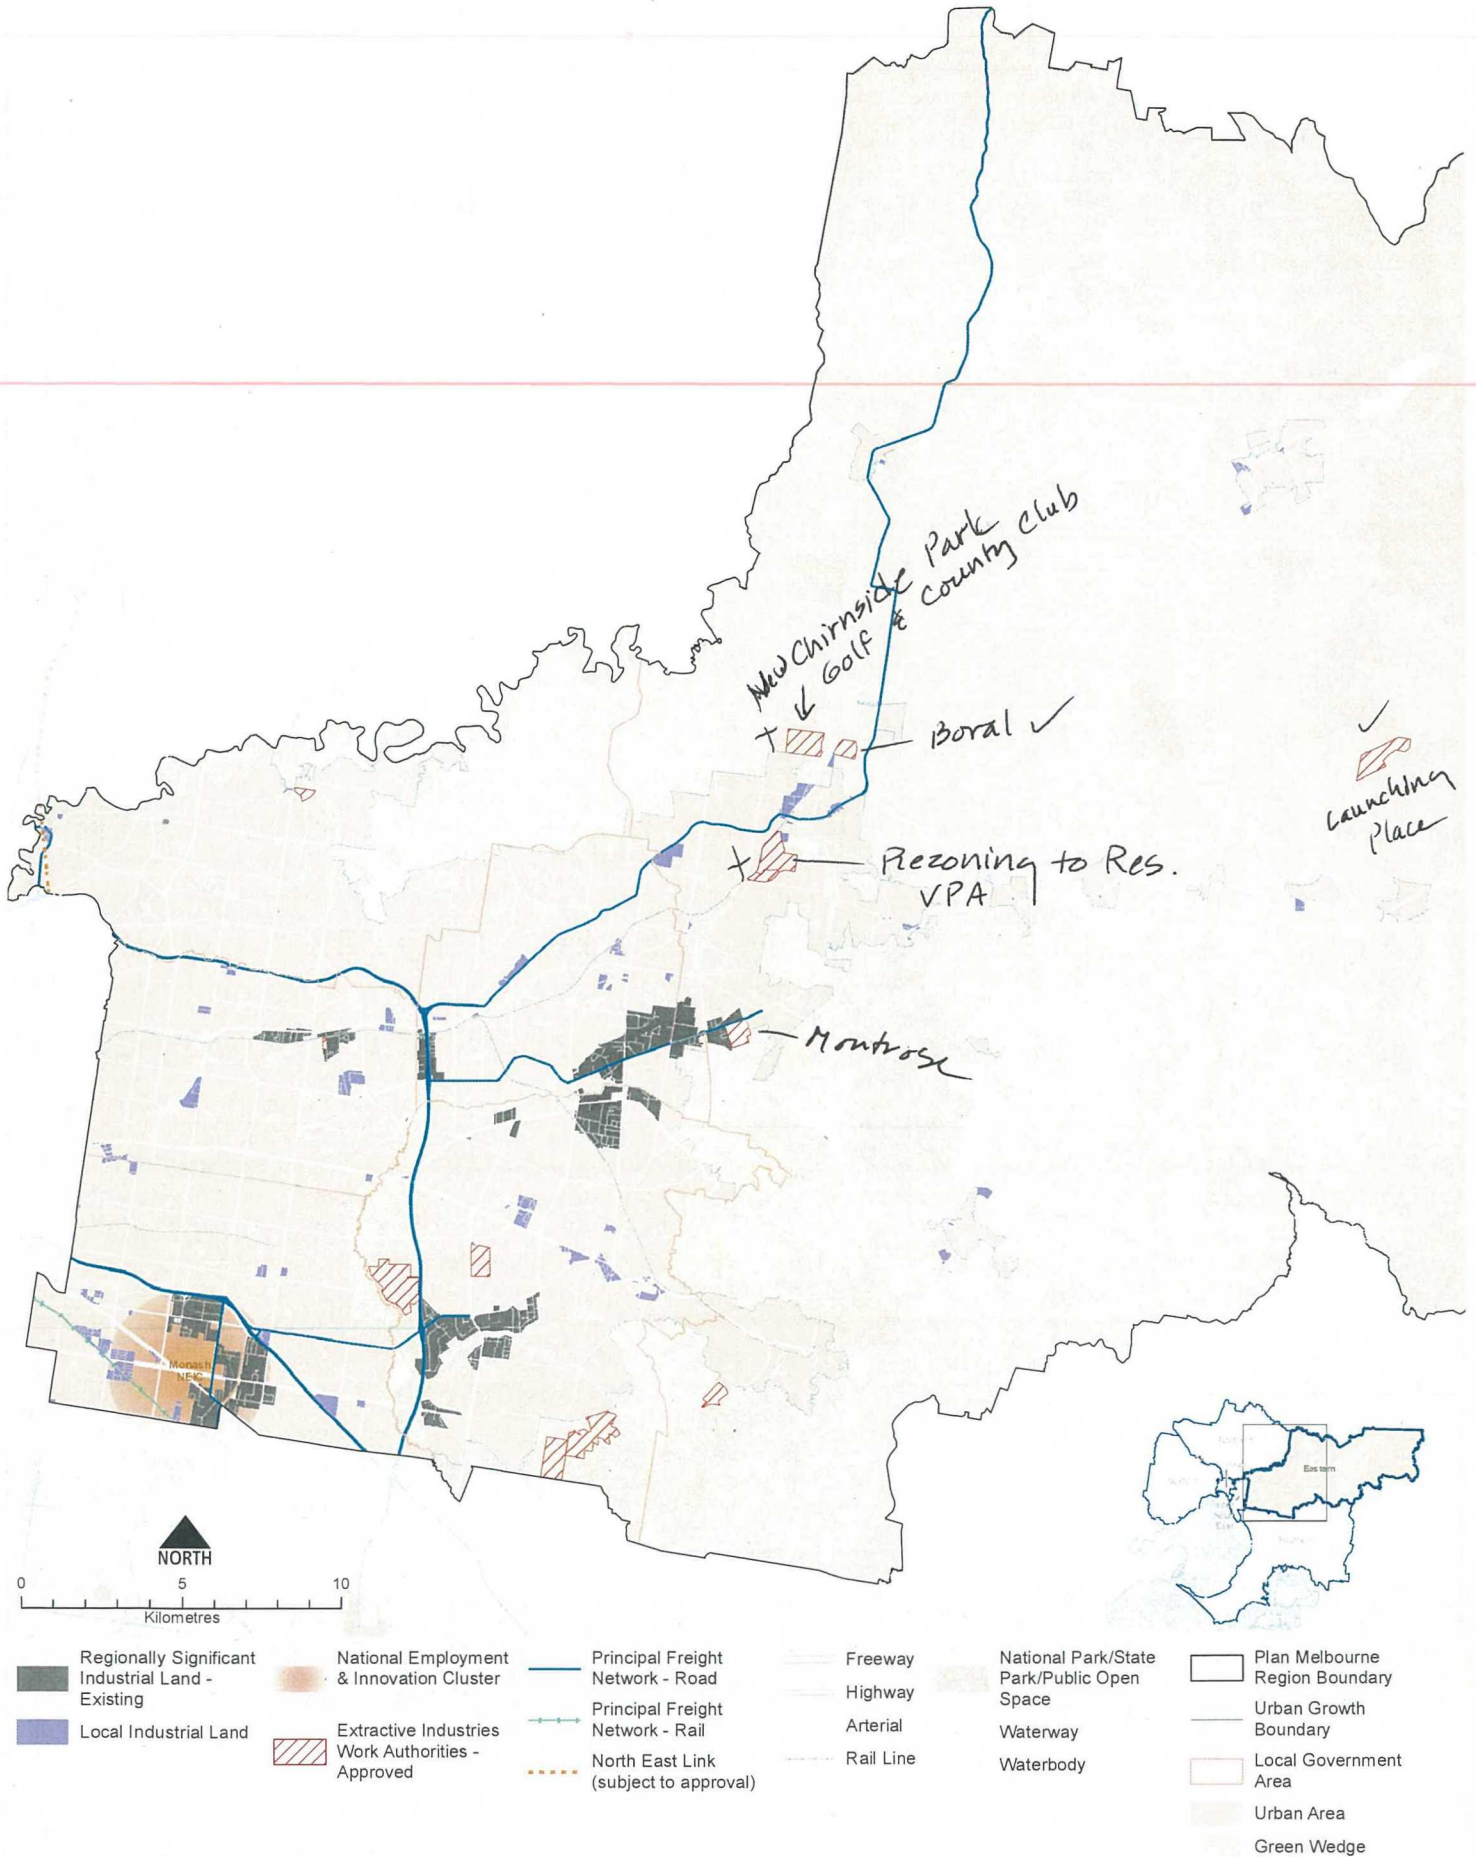 New Chirnside Park
Golf & County Club
Boral ✓
✓
Launching
Place
Rezoning to Res.
VPA
Montrose
Monash
NEIC
Eastern
NORTH
0 5 10
Kilometres
Regionally Significant
Industrial Land -
Existing
Local Industrial Land
National Employment
& Innovation Cluster
Extractive Industries
Work Authorities -
Approved
Principal Freight
Network - Road
Principal Freight
Network - Rail
North East Link
(subject to approval)
Freeway
Highway
Arterial
Rail Line
National Park/State
Park/Public Open
Space
Waterway
Waterbody
Plan Melbourne
Region Boundary
Urban Growth
Boundary
Local Government
Area
Urban Area
Green Wedge